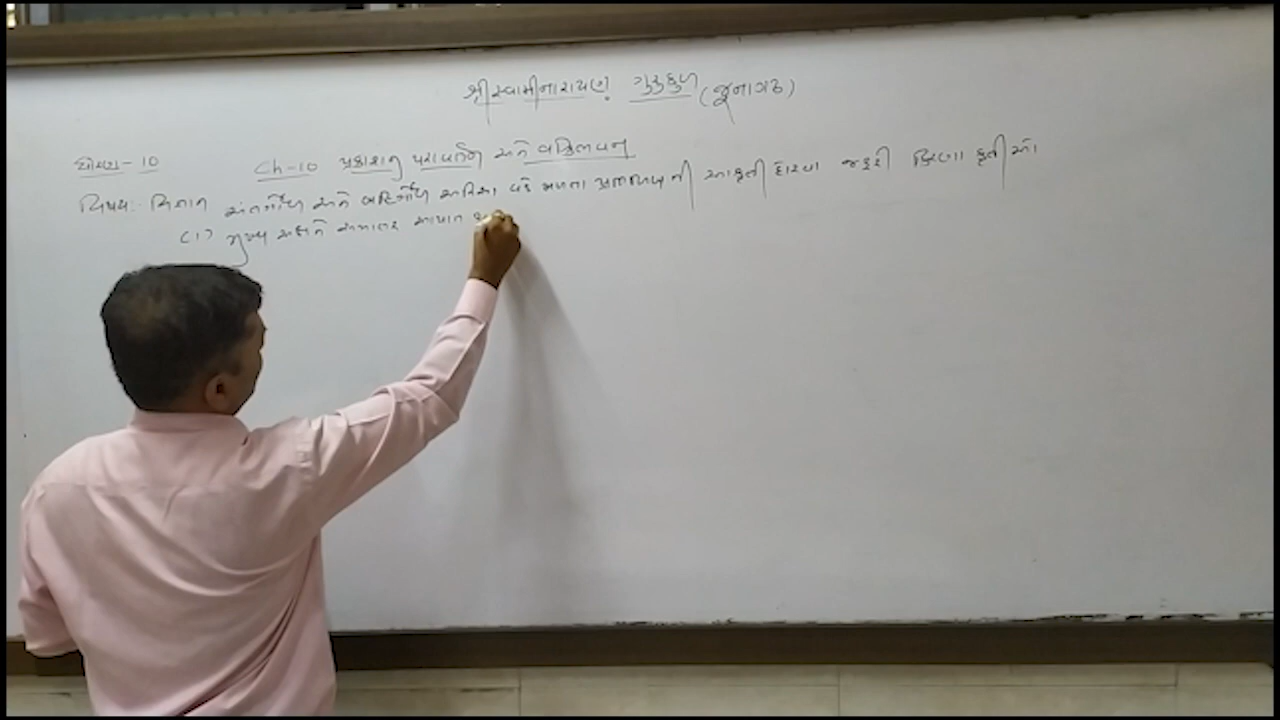 શ્રી સ્વામીનારાયણ ગુરુકુળ (જૂનાગઢ)
ધોરણ-10 Ch-10 પ્રકાશનું પરાવર્તન અને વક્રીભવન
વિષય:- વિજ્ઞાન અંતર્ગોળ અને બહિર્ગોળ અરીસા વડે મળતા પ્રતિબિંબ ની આકૃતી દોરવા જરૂરી કિરણાકૃતીઓ
(1) મુખ્ય અક્ષને સમાંતર આપાત